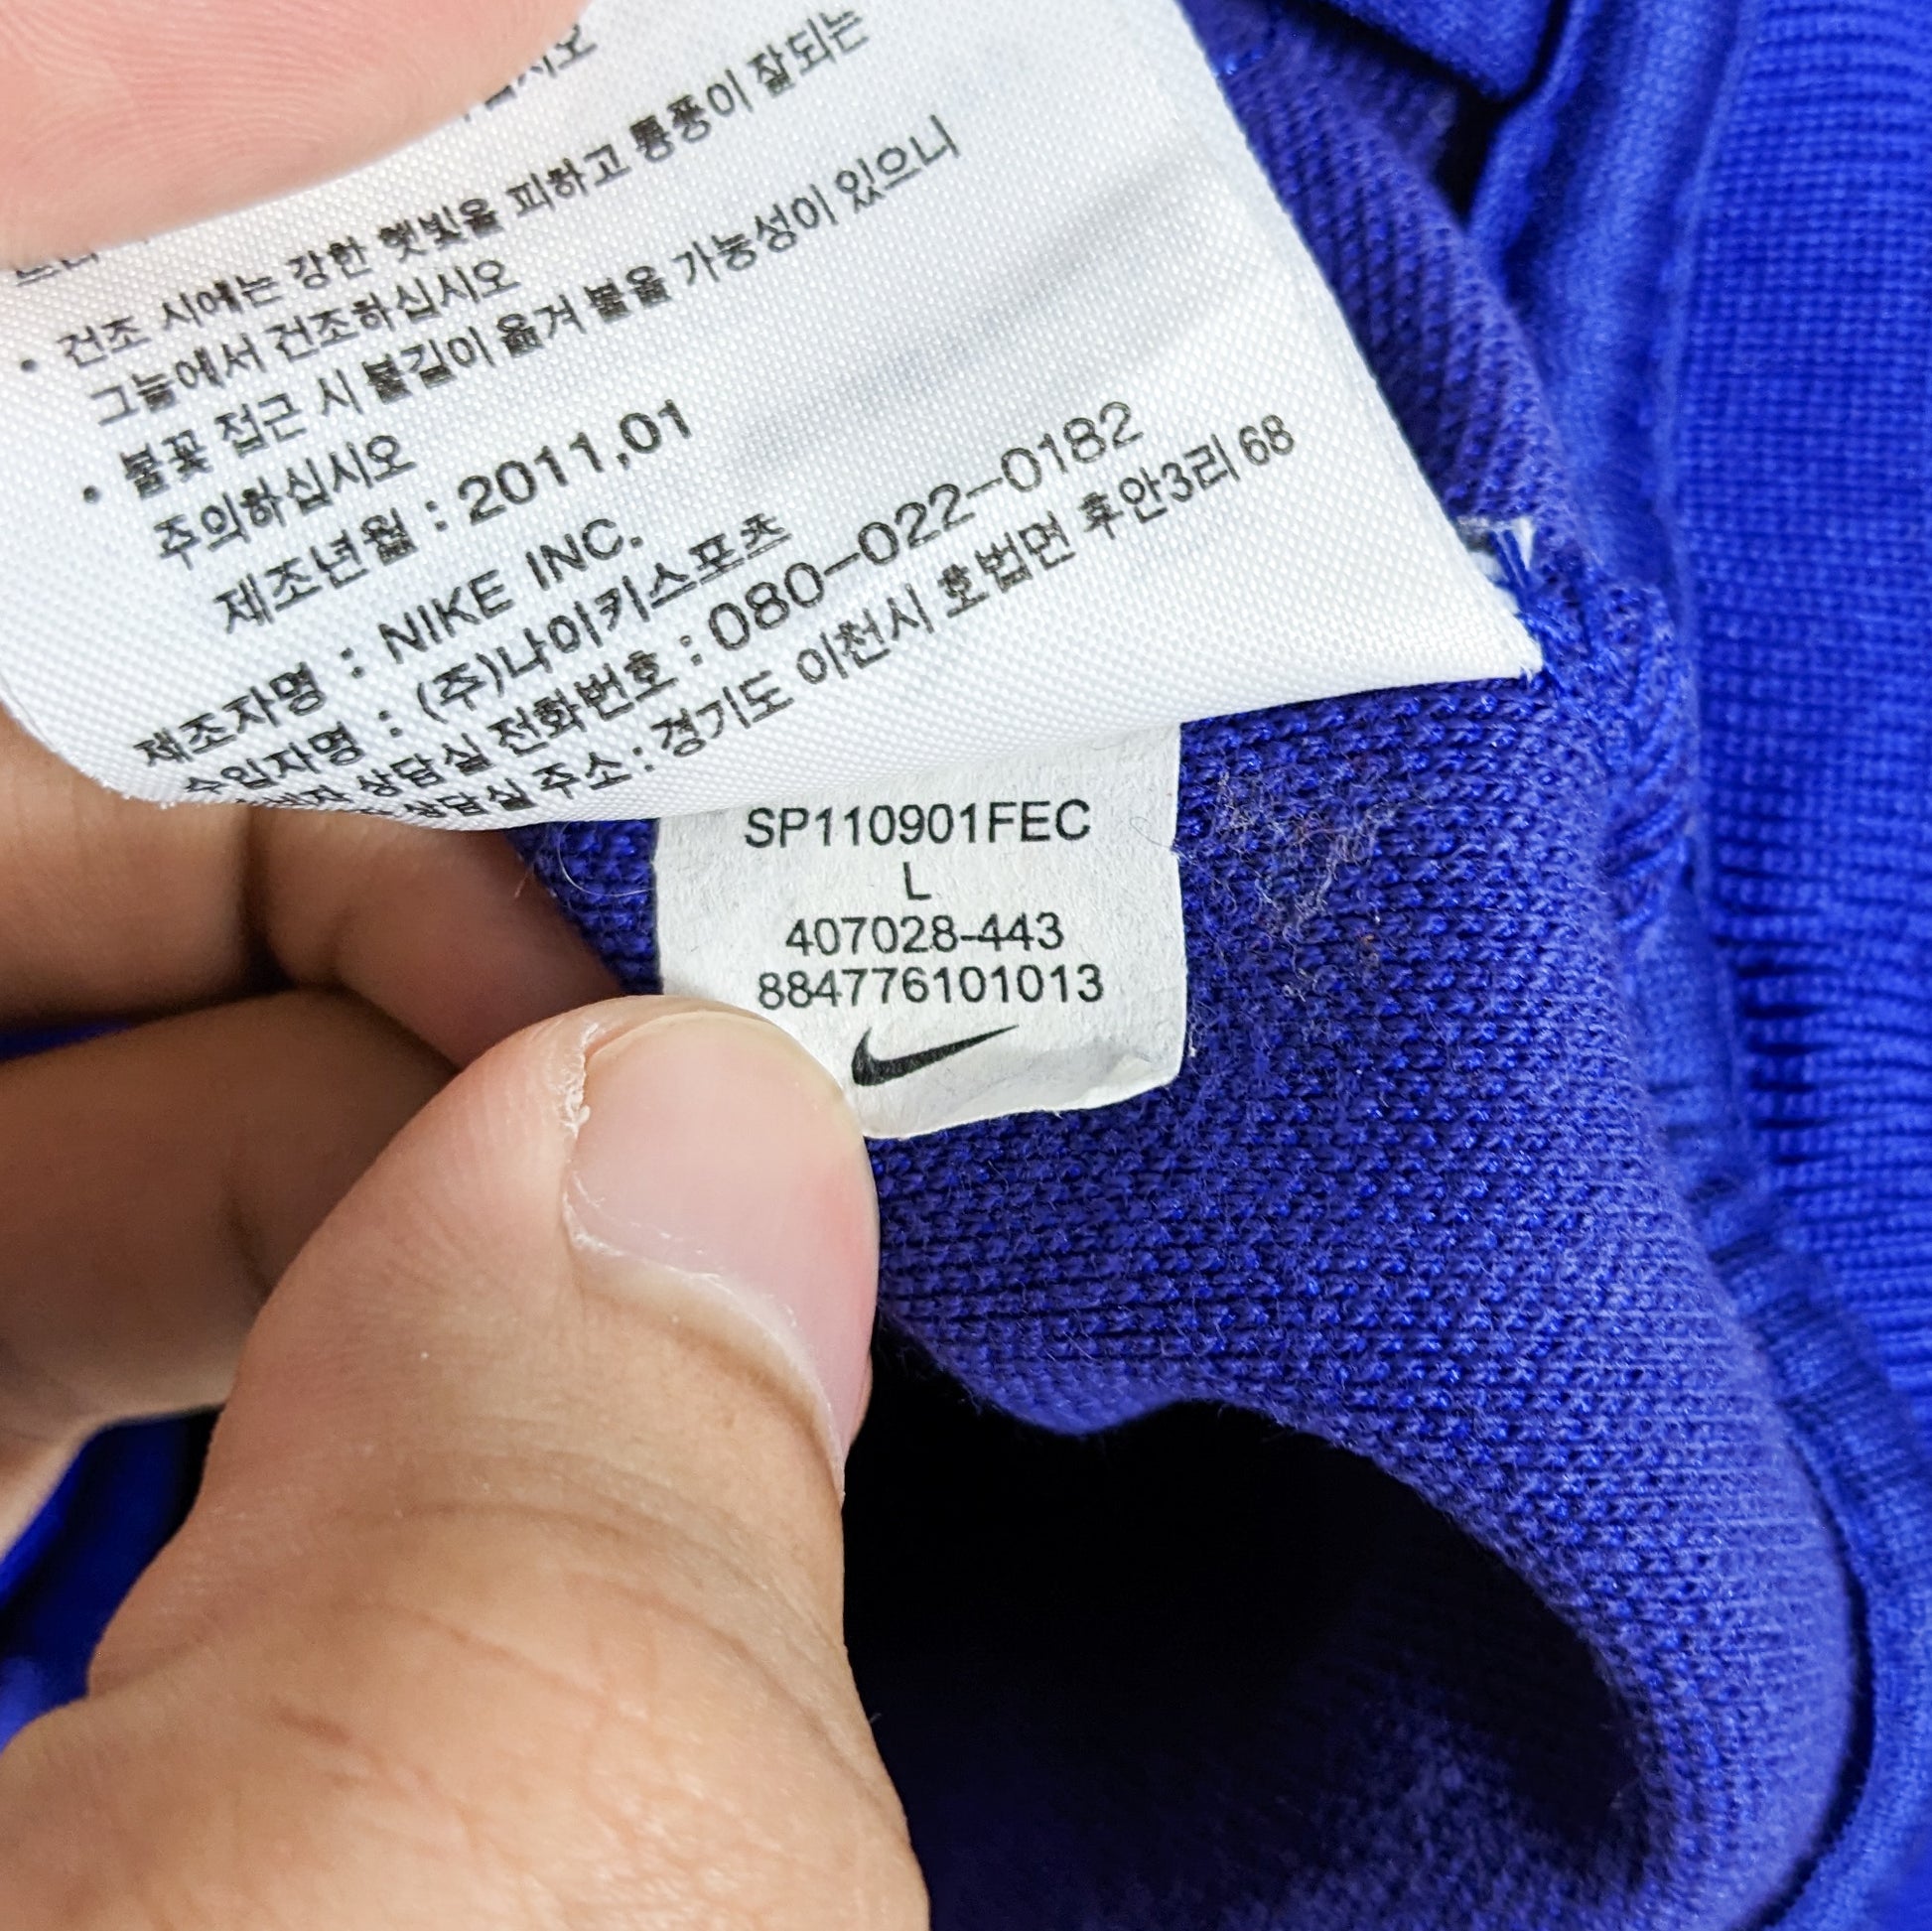 • 건조 시에는 강한 햇빛을 피하고 통풍이 잘되는
그늘에서 건조하십시오
• 불꽃 접근 시 불길이 옮겨 붙을 가능성이 있으니
주의하십시오
제조년월 : 2011.01
제조자명 : NIKE INC.
수입자명 : (주)나이키스포츠
상담실 전화번호 : 080-022-0182
상담실 주소 : 경기도 이천시 호법면 후안3리 68
SP110901FEC
L
407028-443
884776101013